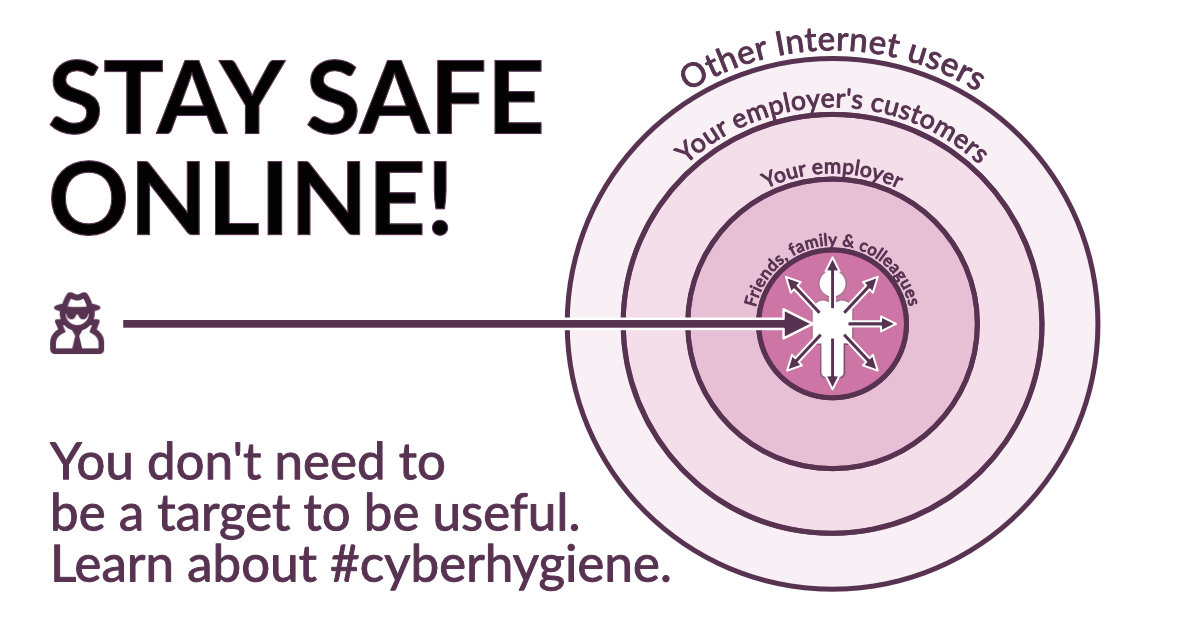 STAY SAFE
ONLINE!
Other Internet users
Your employer's customers
Your employer
Friends, family & colleagues
You don't need to
be a target to be useful.
Learn about #cyberhygiene.